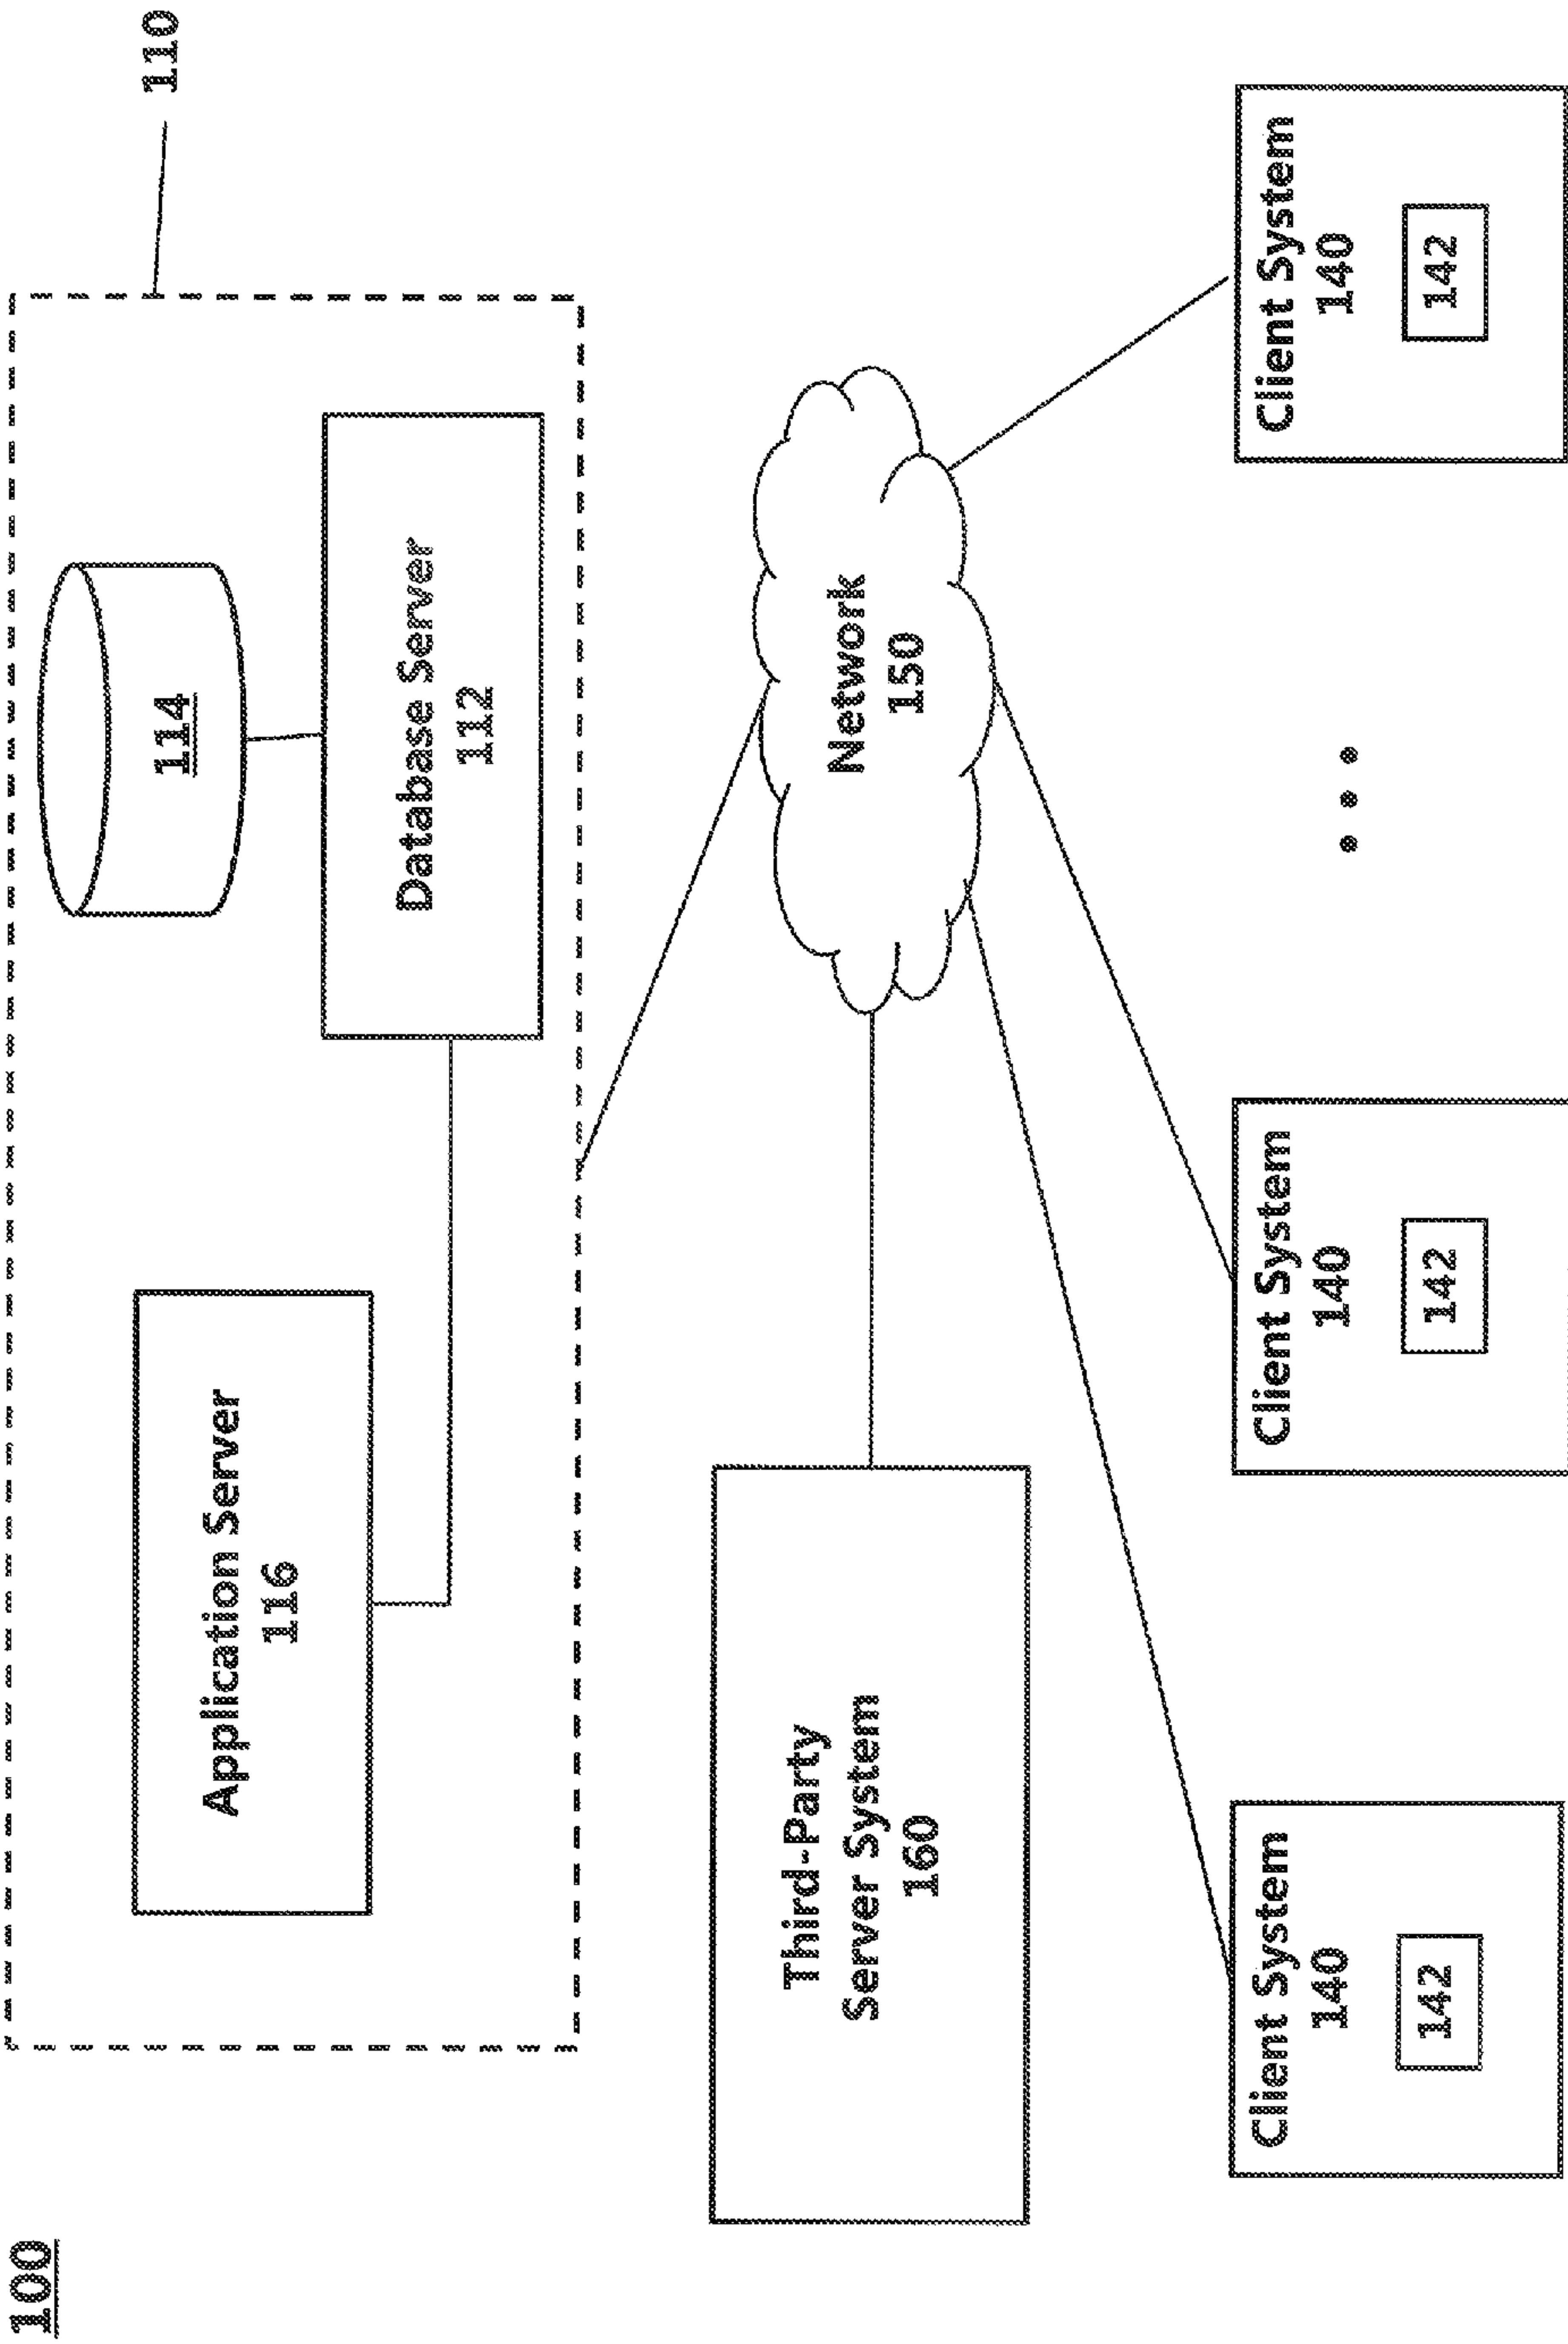 100
110
114
Application Server
116
Database Server
112
Third-Party
Server System
160
Network
150
Client System
140
142
Client System
140
142
Client System
140
142